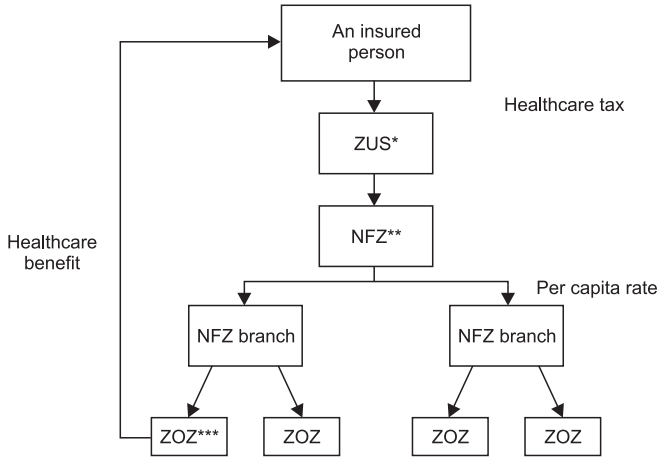 An insured
person
Healthcare tax
ZUS*
NFZ**
Healthcare
benefit
Per capita rate
NFZ branch
NFZ branch
ZOZ***
ZOZ
ZOZ
ZOZ